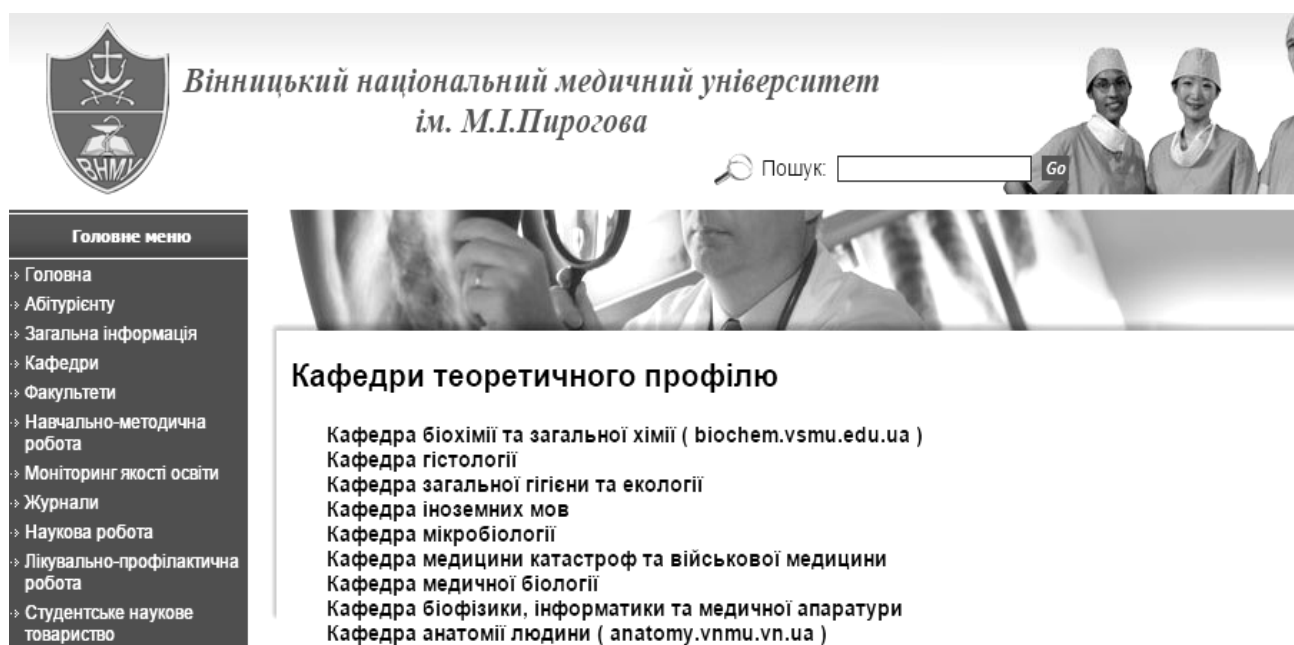 Вінницький національний медичний університет
ім. М.І.Пирогова
ВНМУ
Пошук:
Go
Головне меню
Головна
Абітурієнту
Загальна інформація
Кафедри
Факультети
Навчально-методична
робота
Моніторинг якості освіти
Журнали
Наукова робота
Лікувально-профілактична
робота
Студентське наукове
товариство
Кафедри теоретичного профілю
Кафедра біохімії та загальної хімії ( biochem.vsmu.edu.ua )
Кафедра гістології
Кафедра загальної гігієни та екології
Кафедра іноземних мов
Кафедра мікробіології
Кафедра медицини катастроф та військової медицини
Кафедра медичної біології
Кафедра біофізики, інформатики та медичної апаратури
Кафедра анатомії людини ( anatomy.vnmu.vn.ua )